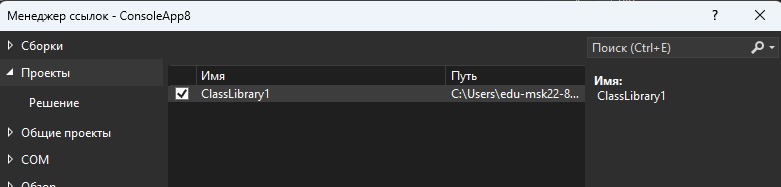 Менеджер ссылок - ConsoleApp8
? ✕
Сборки
Проекты
Решение
Общие проекты
COM
Обзор
Имя Путь
ClassLibrary1 C:\Users\edu-msk22-8...
Поиск (Ctrl+E)
Имя:
ClassLibrary1